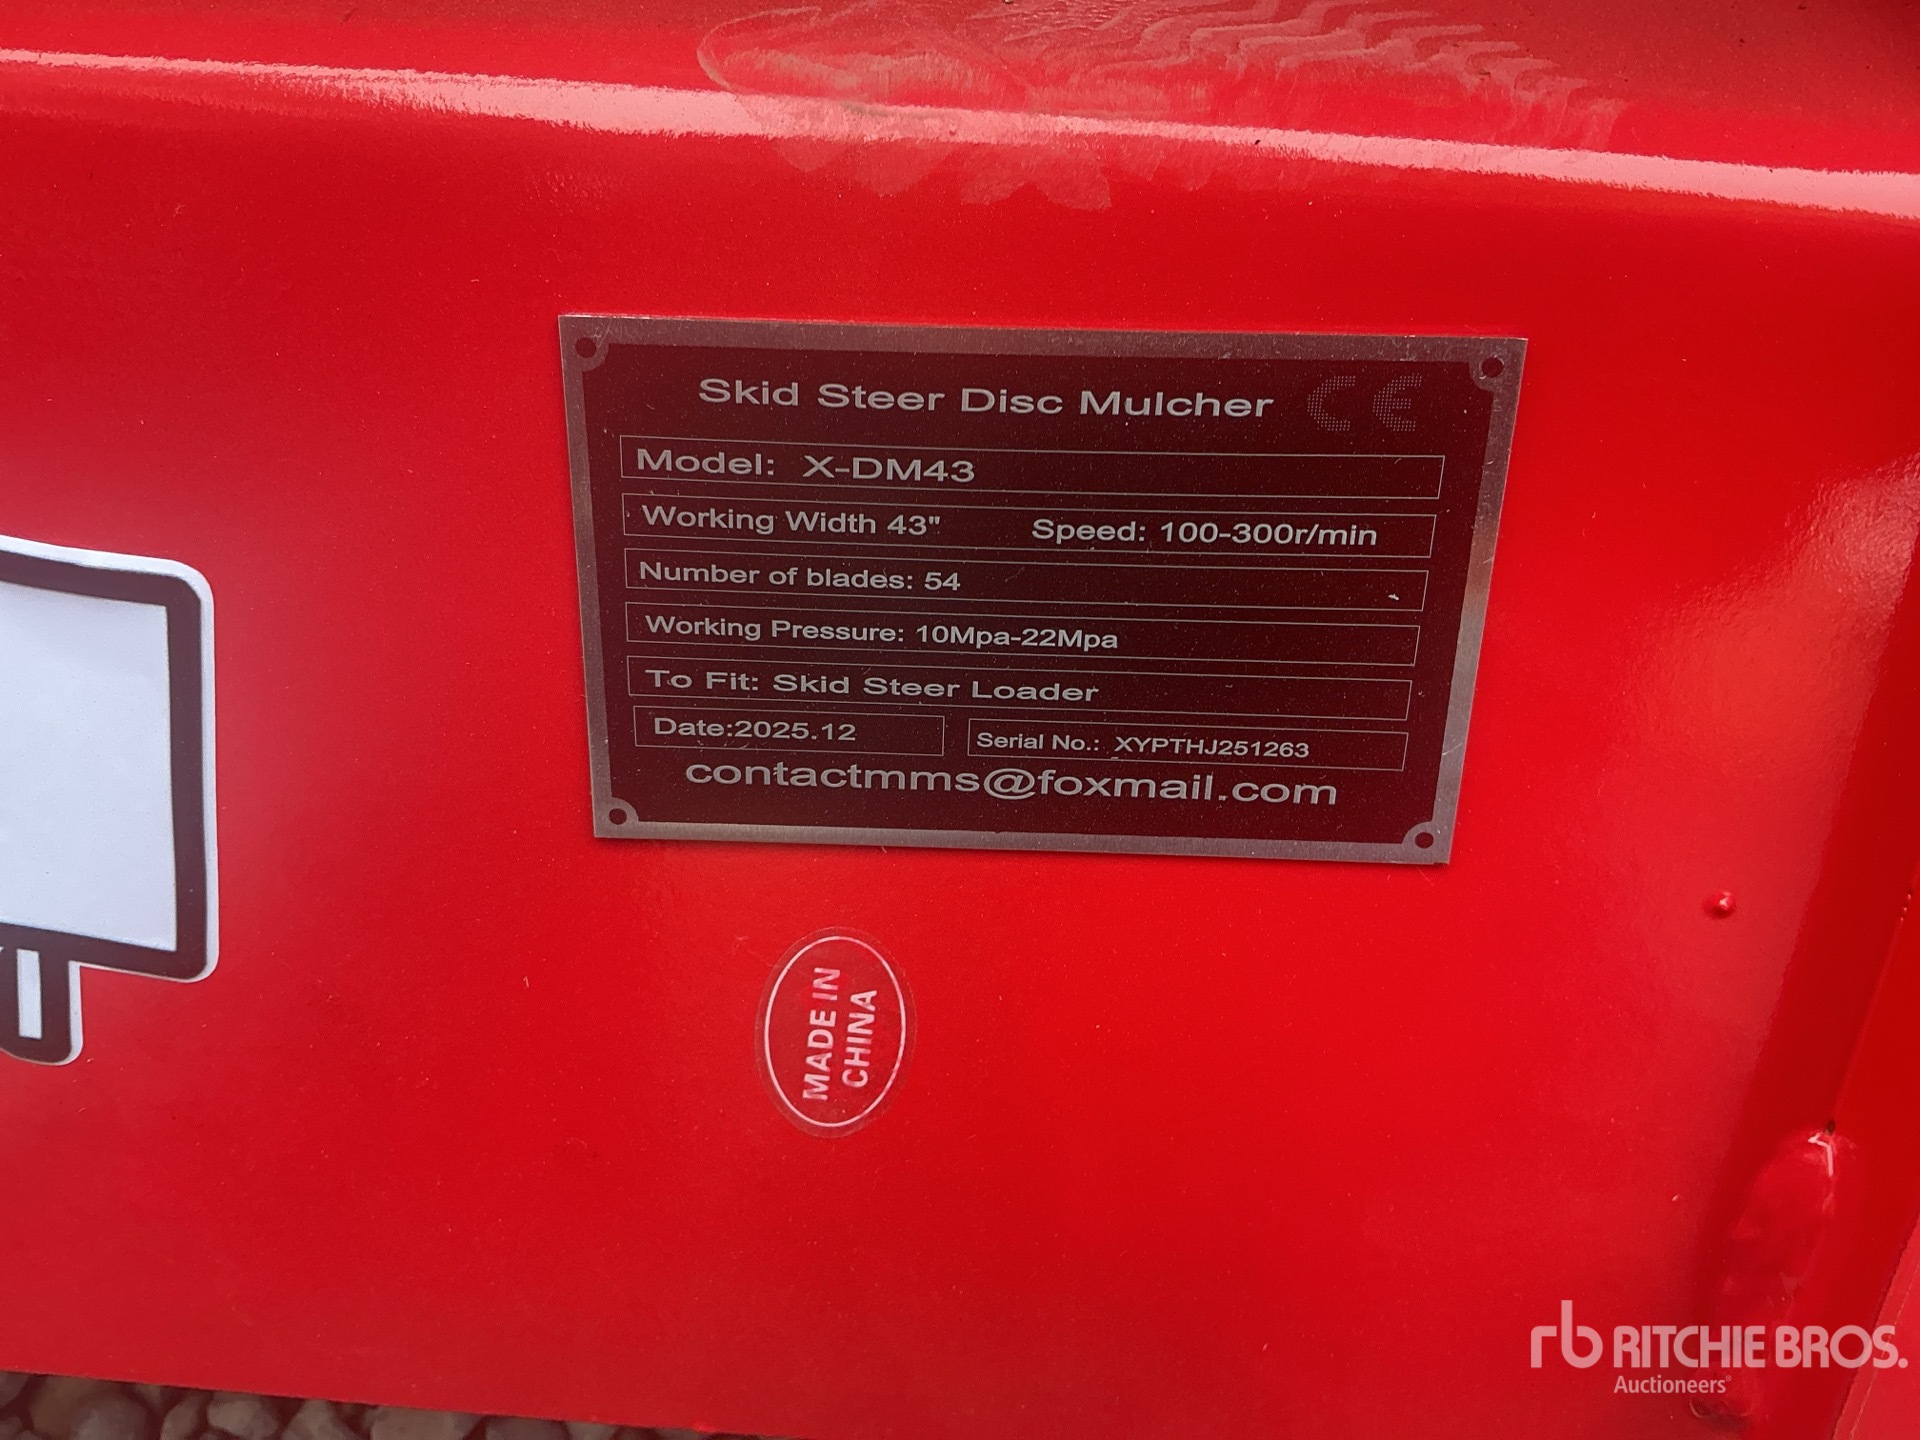 Skid Steer Disc Mulcher CE
Model: X-DM43
Working Width 43" Speed: 100-300r/min
Number of blades: 54
Working Pressure: 10Mpa-22Mpa
To Fit: Skid Steer Loader
Date:2025.12 Serial No.: XYPTHJ251263
contactmms@foxmail.com
MADE IN
CHINA
rb RITCHIE BROS.
Auctioneers